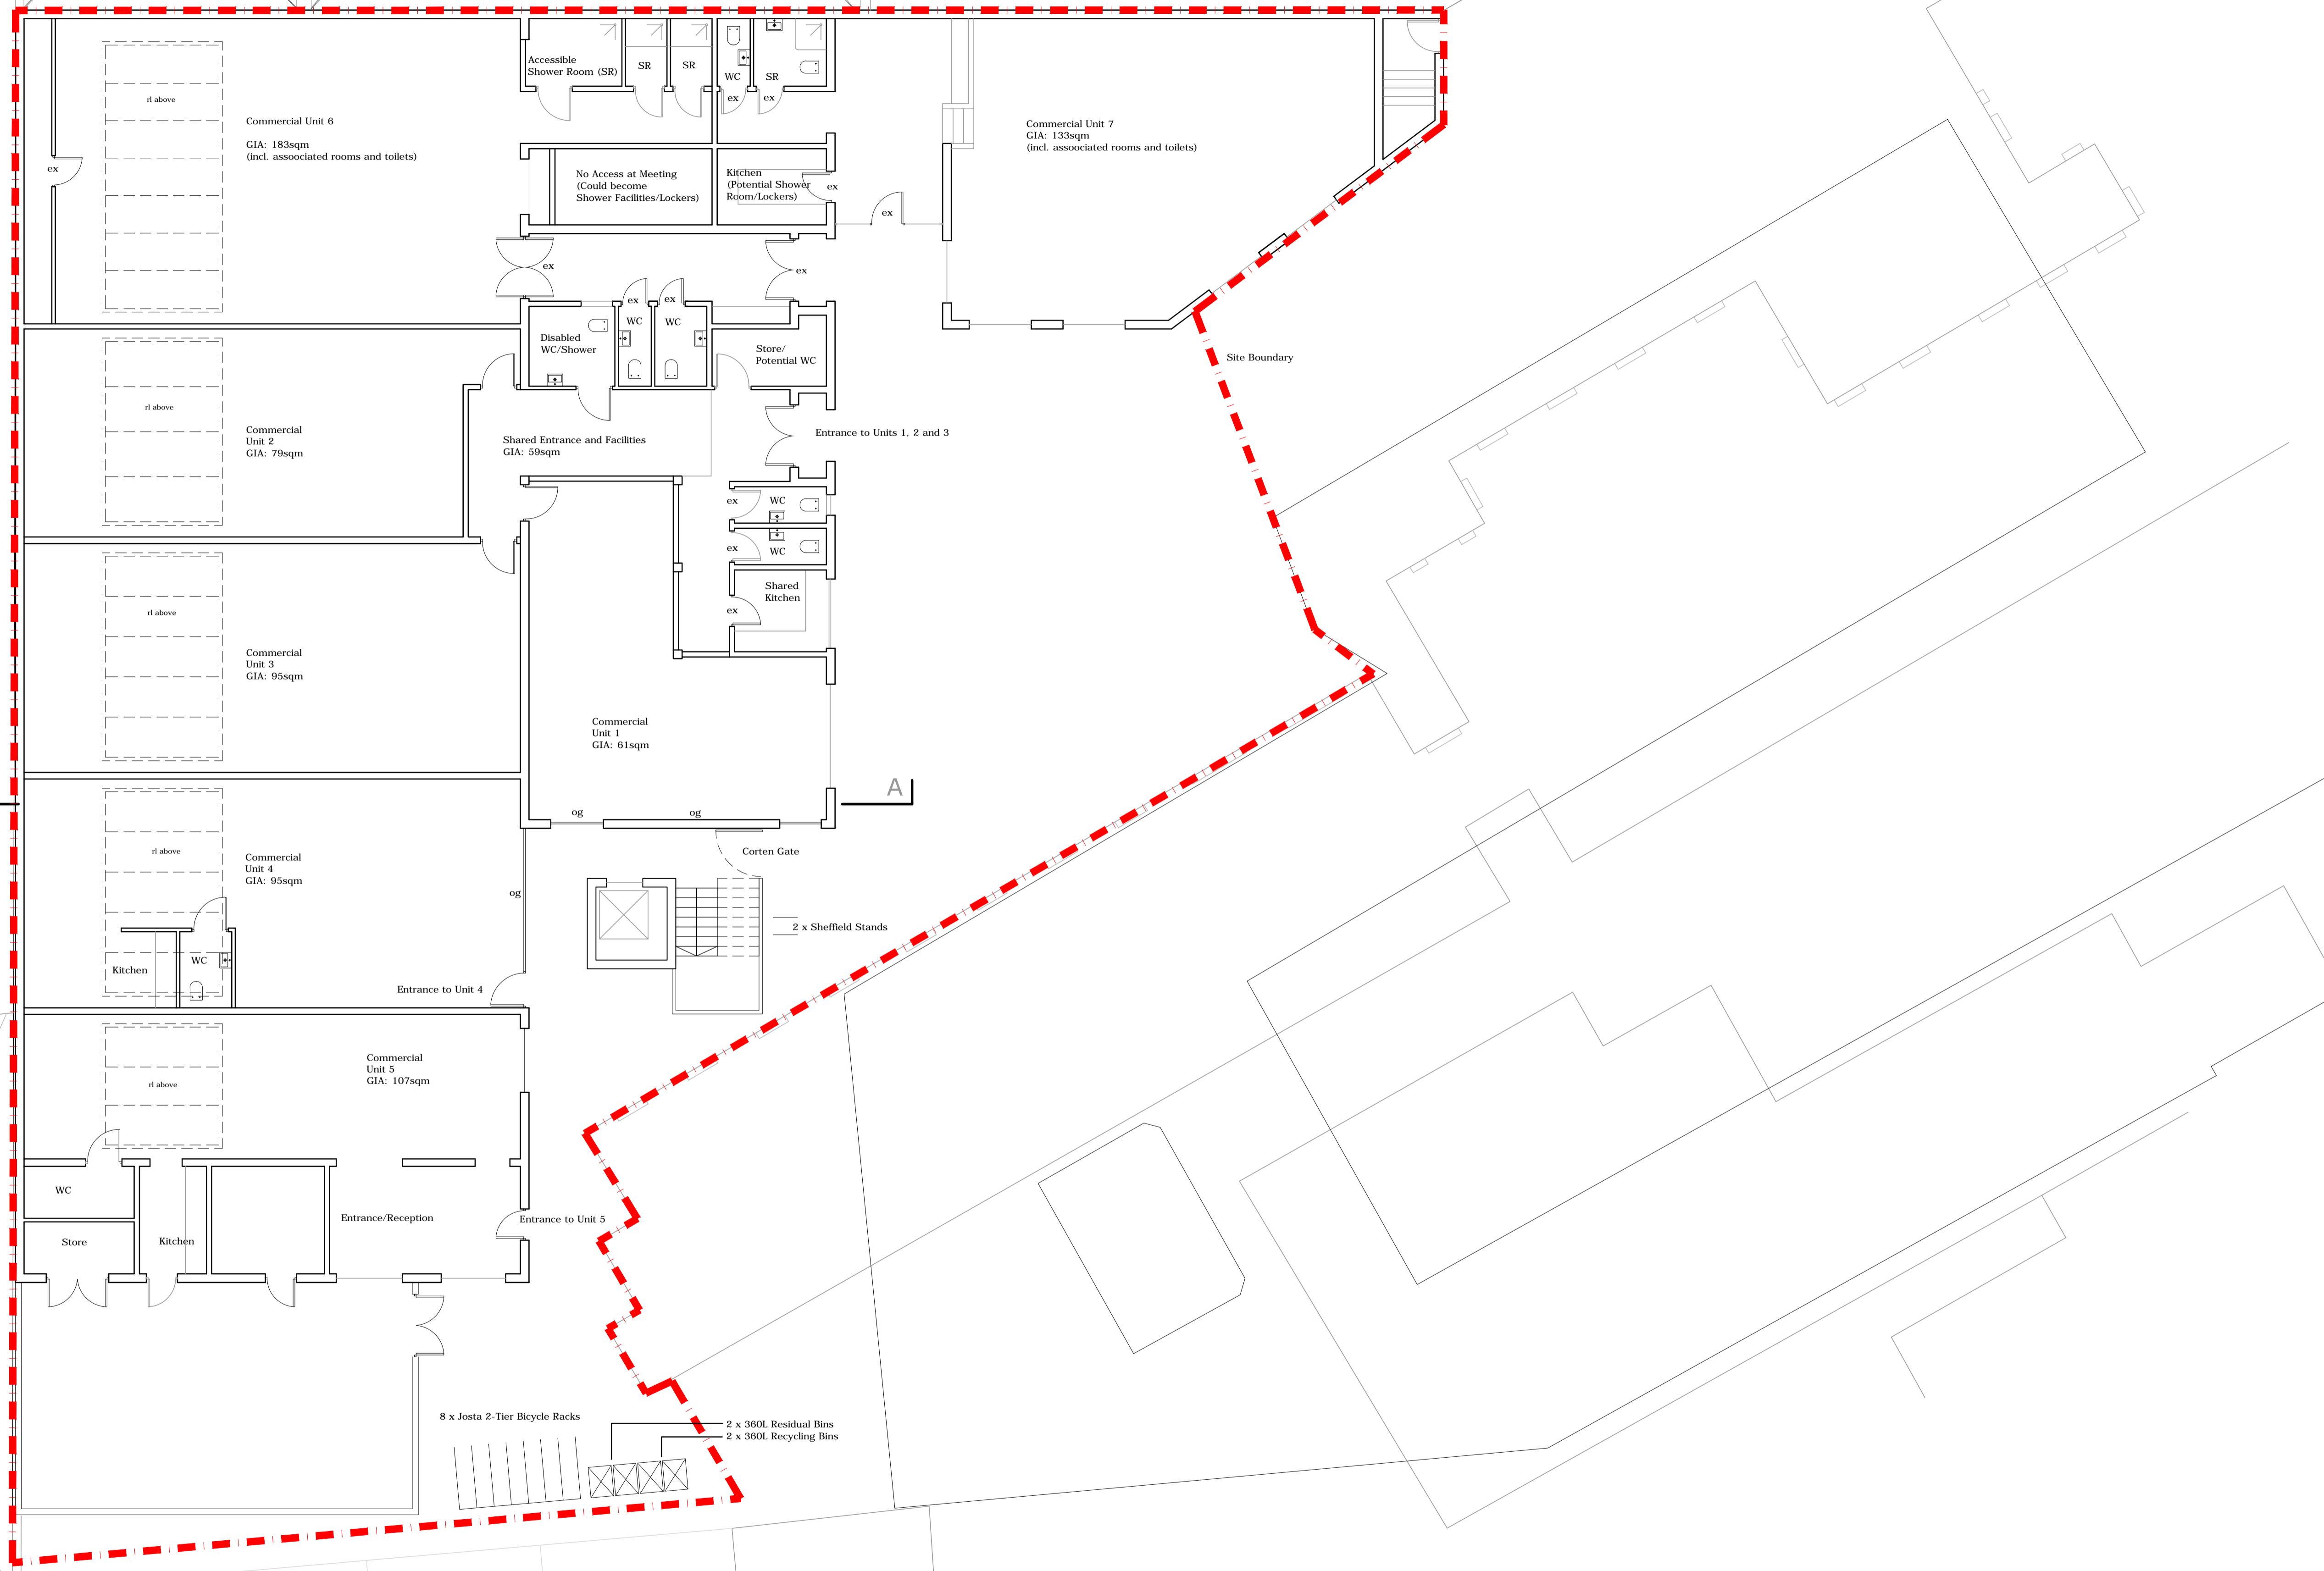 Accessible
Shower Room (SR)
SR
SR
WC
SR
ex
ex
rl above
Commercial Unit 6
GIA: 183sqm
(incl. assoociated rooms and toilets)
ex
Commercial Unit 7
GIA: 133sqm
(incl. assoociated rooms and toilets)
No Access at Meeting
(Could become
Shower Facilities/Lockers)
Kitchen
(Potential Shower
Room/Lockers)
ex
ex
ex
ex
ex
ex
WC
WC
Disabled
WC/Shower
Store/
Potential WC
Site Boundary
rl above
Commercial
Unit 2
GIA: 79sqm
Shared Entrance and Facilities
GIA: 59sqm
Entrance to Units 1, 2 and 3
ex
WC
ex
WC
Shared
Kitchen
ex
rl above
Commercial
Unit 3
GIA: 95sqm
Commercial
Unit 1
GIA: 61sqm
A
og
og
Corten Gate
rl above
Commercial
Unit 4
GIA: 95sqm
og
2 x Sheffield Stands
Kitchen
WC
Entrance to Unit 4
Commercial
Unit 5
GIA: 107sqm
rl above
WC
Entrance/Reception
Entrance to Unit 5
Store
Kitchen
8 x Josta 2-Tier Bicycle Racks
2 x 360L Residual Bins
2 x 360L Recycling Bins